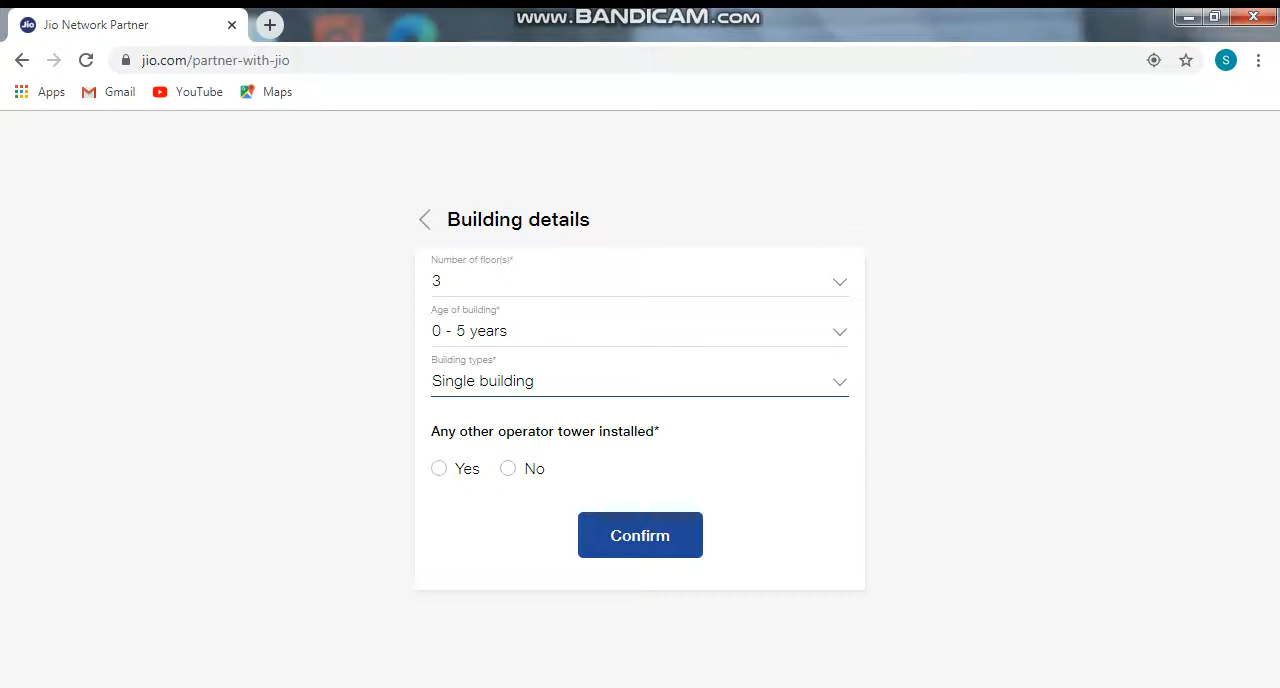 www.BANDICAM.com
Jio
Jio Network Partner
jio.com/partner-with-jio
S
Apps
Gmail
YouTube
Maps
Building details
Number of floor(s)*
3
Age of building*
0 - 5 years
Building types*
Single building
Any other operator tower installed*
Yes
No
Confirm